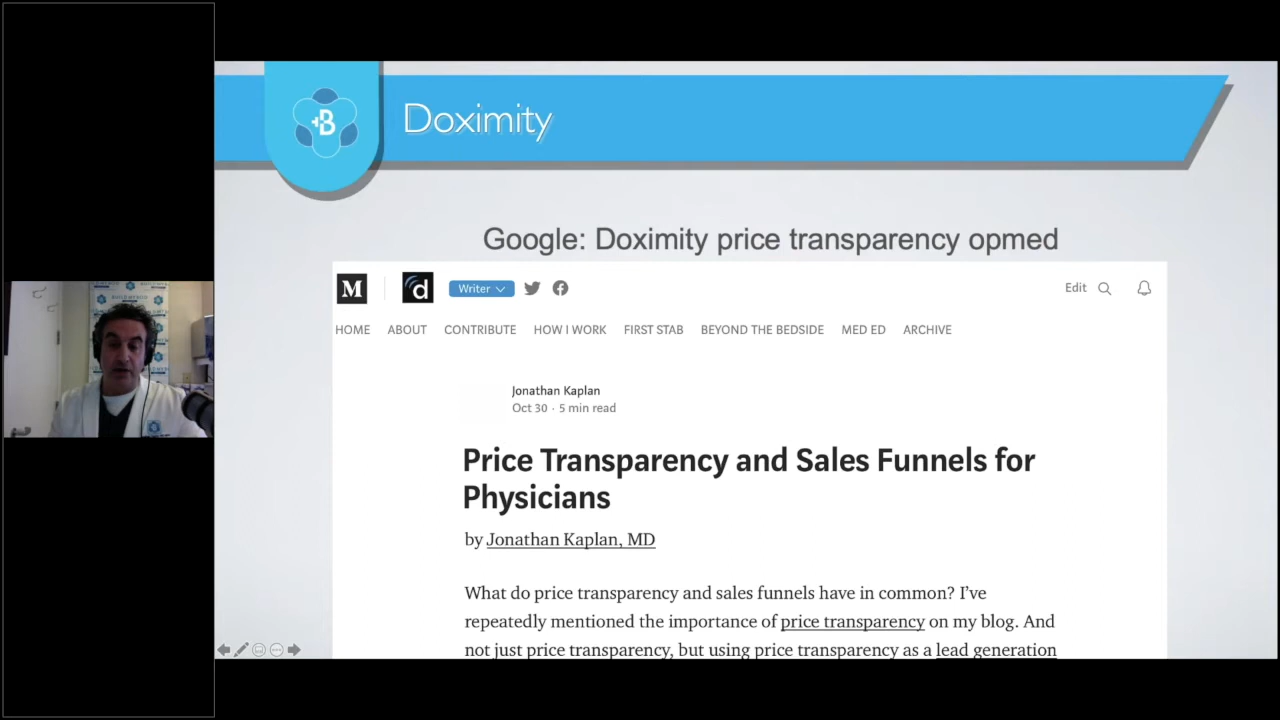 +B
Doximity
Google: Doximity price transparency opmed
M
d
Writer
Edit
HOME ABOUT CONTRIBUTE HOW I WORK FIRST STAB BEYOND THE BEDSIDE MED ED ARCHIVE
Jonathan Kaplan
Oct 30 · 5 min read
Price Transparency and Sales Funnels for
Physicians
by Jonathan Kaplan, MD
What do price transparency and sales funnels have in common? I’ve
repeatedly mentioned the importance of price transparency on my blog. And
not just price transparency, but using price transparency as a lead generation